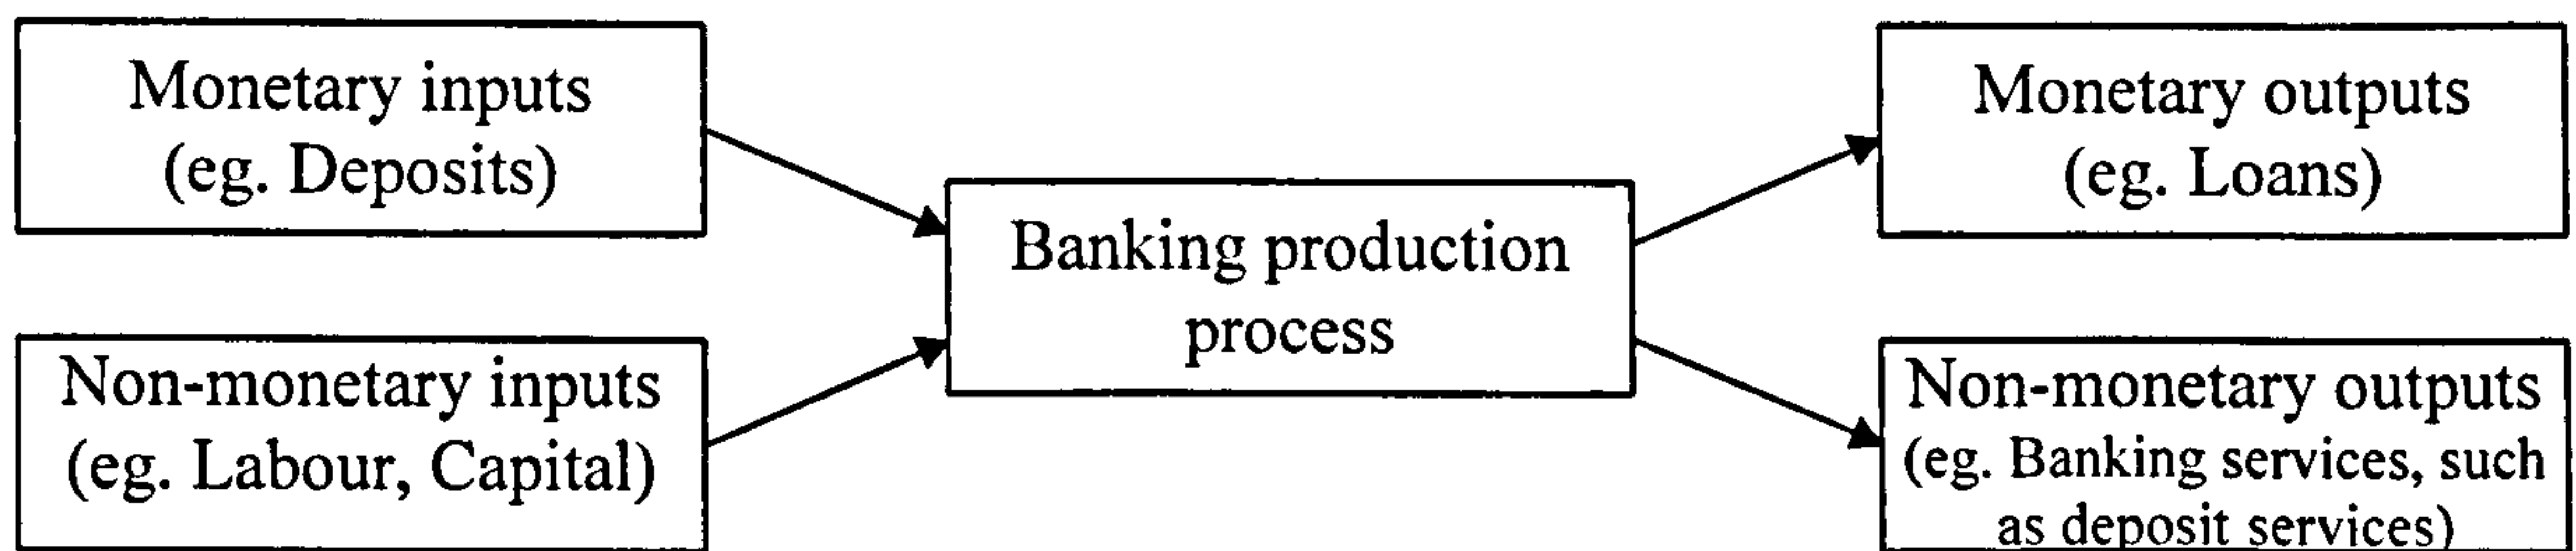 Monetary inputs
(eg. Deposits)
Monetary outputs
(eg. Loans)
Banking production
process
Non-monetary inputs
(eg. Labour, Capital)
Non-monetary outputs
(eg. Banking services, such
as deposit services)